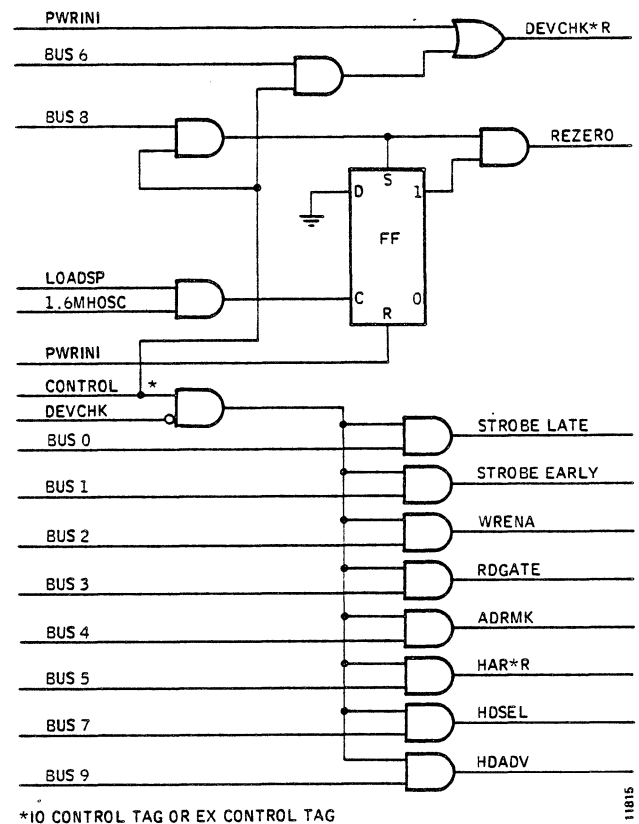 PWRINI
DEVCHK*R
BUS 6
BUS 8
REZERO
S
D
1
FF
LOADSP
1.6MHOSC
C
0
R
PWRINI
CONTROL
*
DEVCHK
BUS 0
STROBE LATE
BUS 1
STROBE EARLY
BUS 2
WRENA
BUS 3
RDGATE
BUS 4
ADRMK
BUS 5
HAR*R
BUS 7
HDSEL
BUS 9
HDADV
*IO CONTROL TAG OR EX CONTROL TAG
11815